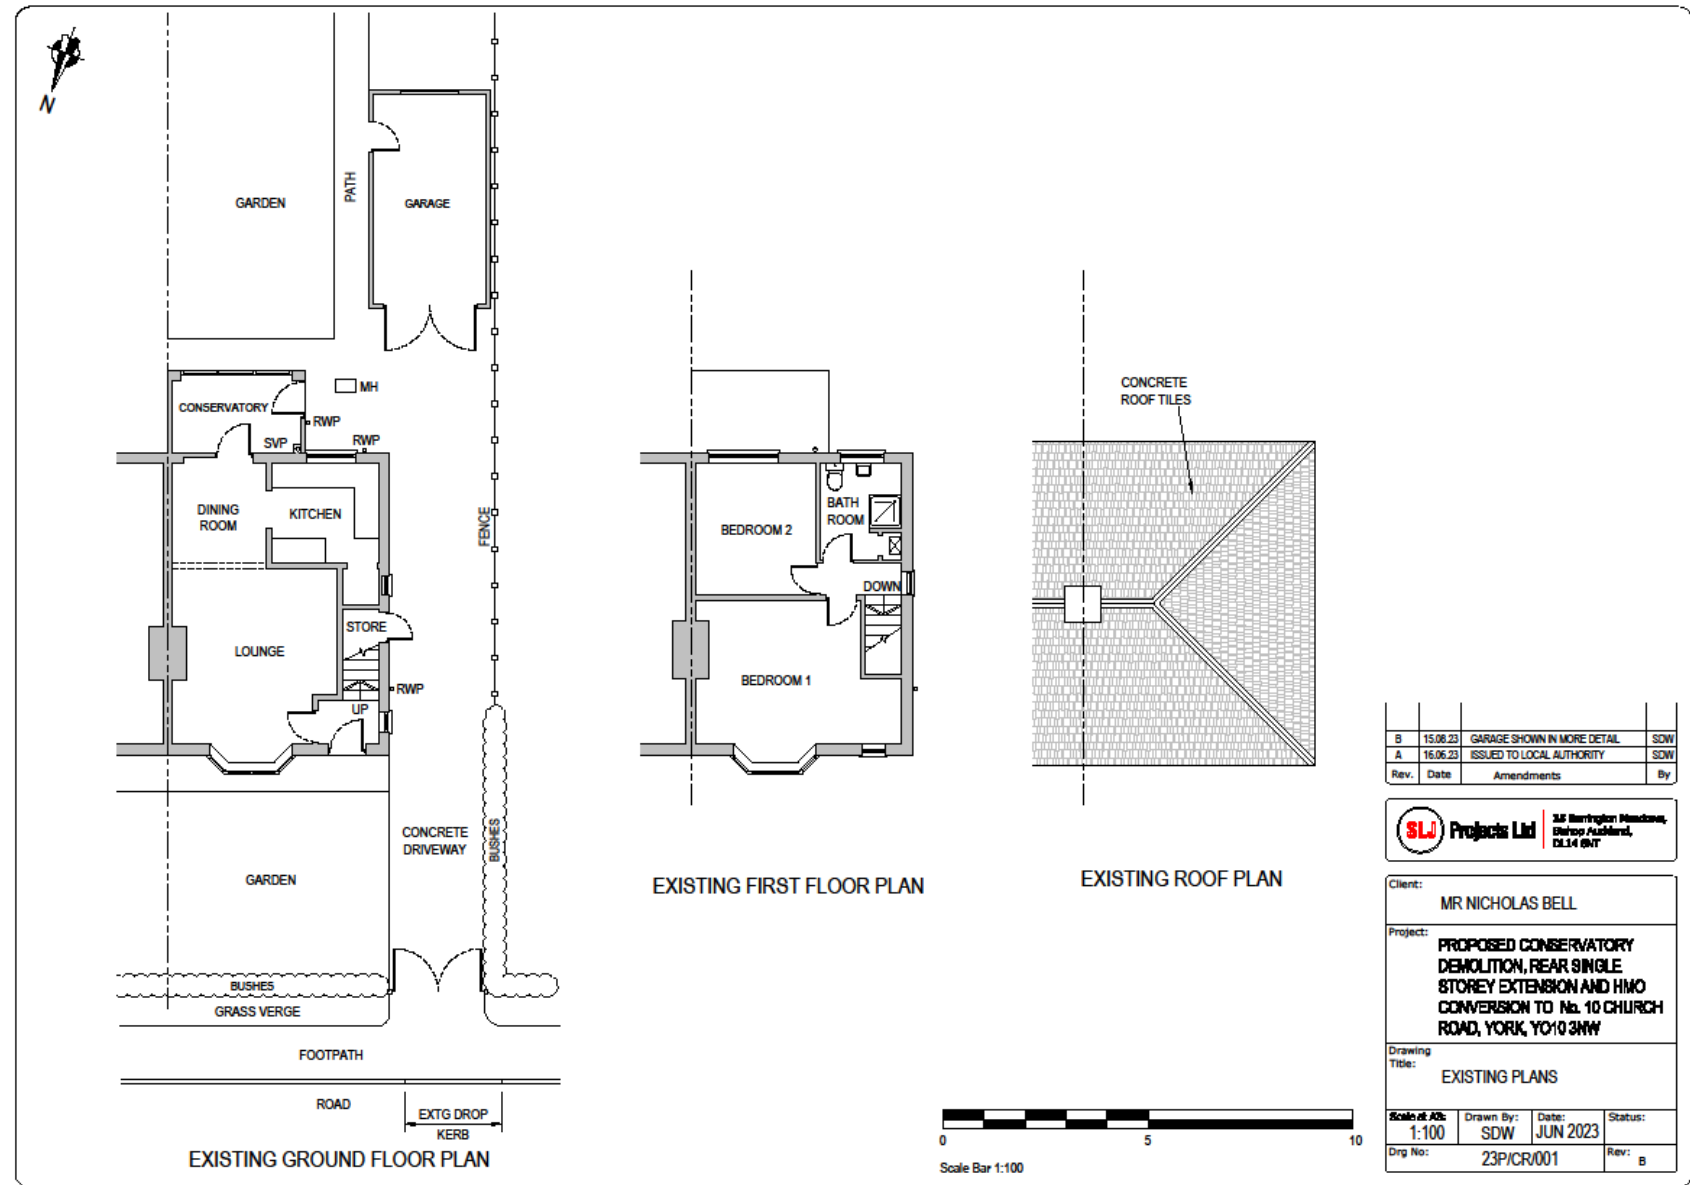 N
GARDEN
PATH
GARAGE
MH
CONSERVATORY
RWP
SVP
RWP
DINING
ROOM
KITCHEN
FENCE
STORE
LOUNGE
RWP
UP
CONCRETE
DRIVEWAY
BUSHES
GARDEN
BUSHES
GRASS VERGE
FOOTPATH
ROAD
EXTG DROP
KERB
EXISTING GROUND FLOOR PLAN
BEDROOM 2
BATH
ROOM
DOWN
BEDROOM 1
EXISTING FIRST FLOOR PLAN
CONCRETE
ROOF TILES
EXISTING ROOF PLAN
0 5 10
Scale Bar 1:100
B 15.08.23 GARAGE SHOWN IN MORE DETAIL SDW
A 16.06.23 ISSUED TO LOCAL AUTHORITY SDW
Rev. Date Amendments By
SLJ Projects Ltd
Bishop Auckland,
Client:
MR NICHOLAS BELL
Project:
PROPOSED CONSERVATORY
DEMOLITION, REAR SINGLE
STOREY EXTENSION AND HMO
CONVERSION TO No. 10 CHURCH
ROAD, YORK, YO10 3NW
Drawing
Title:
EXISTING PLANS
Scale at A3: Drawn By: Date: Status:
1:100 SDW JUN 2023
Drg No: 23P/CR/001 Rev: B